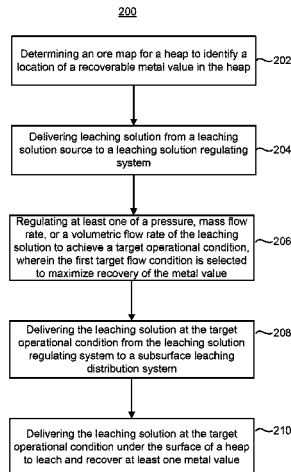 200
Determining an ore map for a heap to identify a
location of a recoverable metal value in the heap
202
Delivering leaching solution from a leaching
solution source to a leaching solution regulating
system
204
Regulating at least one of a pressure, mass flow
rate, or a volumetric flow rate of the leaching
solution to achieve a target operational condition,
wherein the first target flow condition is selected
to maximize recovery of the metal value
206
Delivering the leaching solution at the target
operational condition from the leaching solution
regulating system to a subsurface leaching
distribution system
208
Delivering the leaching solution at the target
operational condition under the surface of a heap
to leach and recover at least one metal value
210